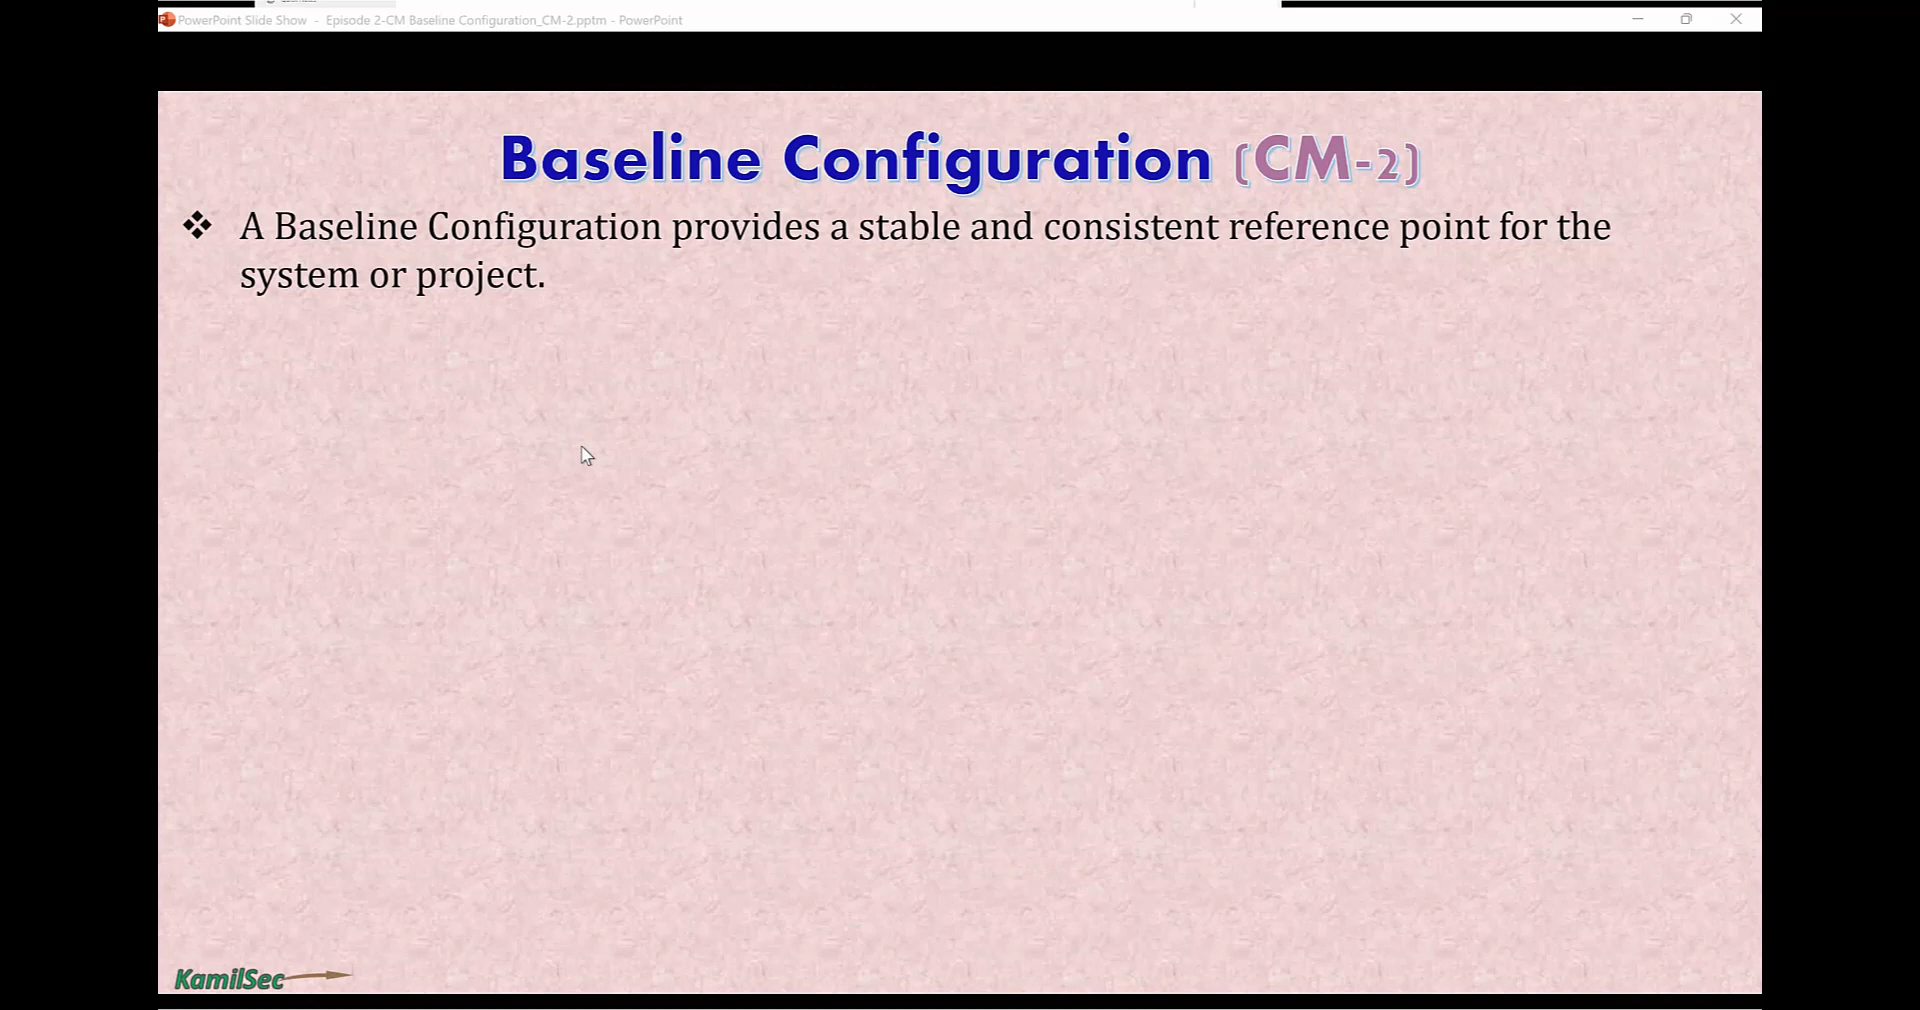 PowerPoint Slide Show - Episode 2-CM Baseline Configuration_CM-2.pptm - PowerPoint
Baseline Configuration (CM-2)
❖ A Baseline Configuration provides a stable and consistent reference point for the
system or project.
KamilSec